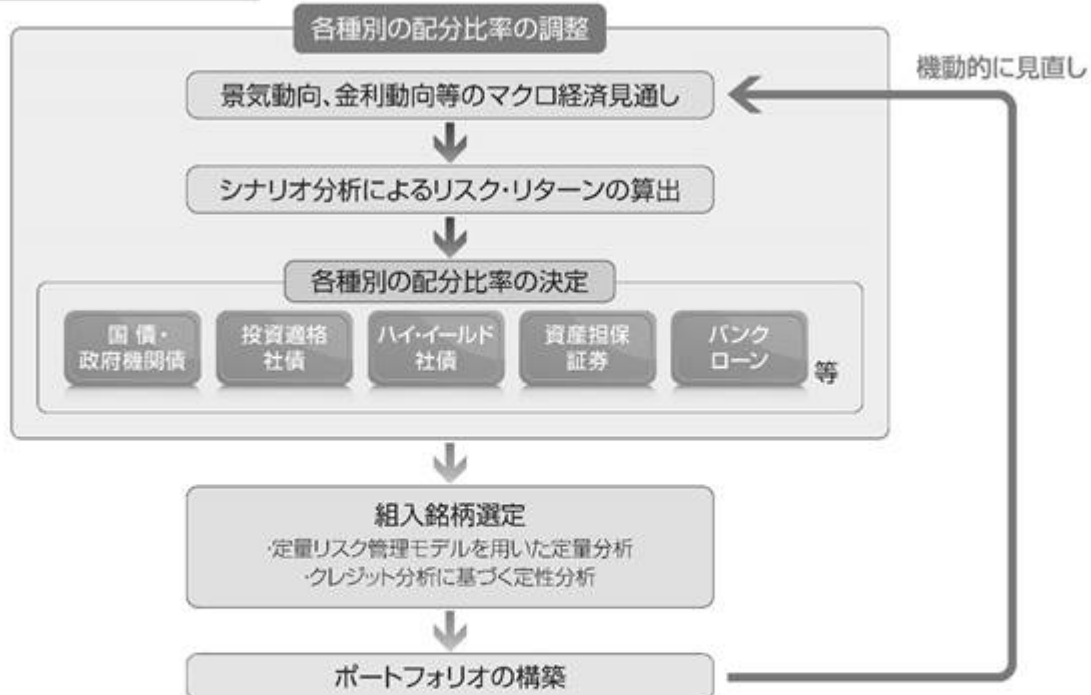 各種別の配分比率の調整
機動的に見直し
景気動向、金利動向等のマクロ経済見通し
シナリオ分析によるリスク・リターンの算出
各種別の配分比率の決定
国債・
政府機関債
投資適格
社債
ハイ・イールド
社債
資産担保
証券
バンク
ローン
等
組入銘柄選定
・定量リスク管理モデルを用いた定量分析
・クレジット分析に基づく定性分析
ポートフォリオの構築